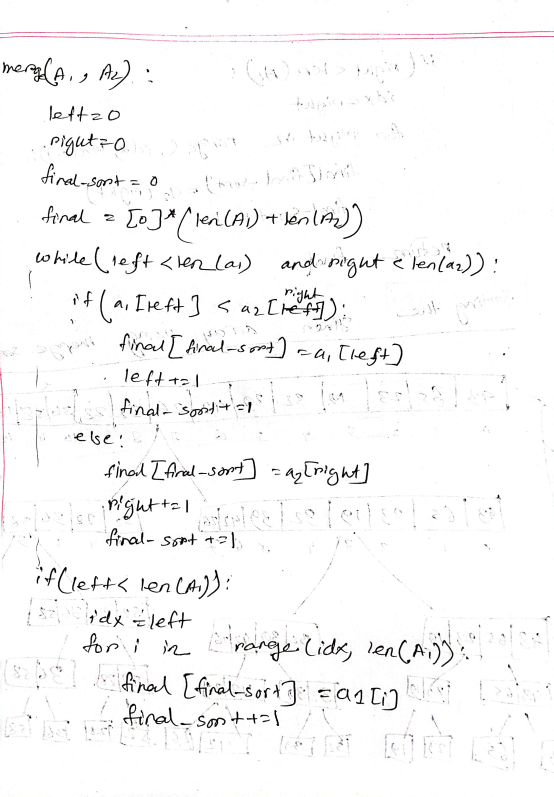 merg(A1, A2) :
left=0
right=0
final-sort = 0
final = [0]*(len(A1) + len(A2))
while(left < len(a1) and right < len(a2)):
if(a1[left] < a2[left right]):
final[final-sort] = a1[left]
left+=1
final-sort+=1
else:
final[final-sort] = a2[right]
right+=1
final-sort +=1
if(left < len(A1)):
idx = left
for i in range(idx, len(A1)):
final [final-sort] = a1[i]
final_sort+=1